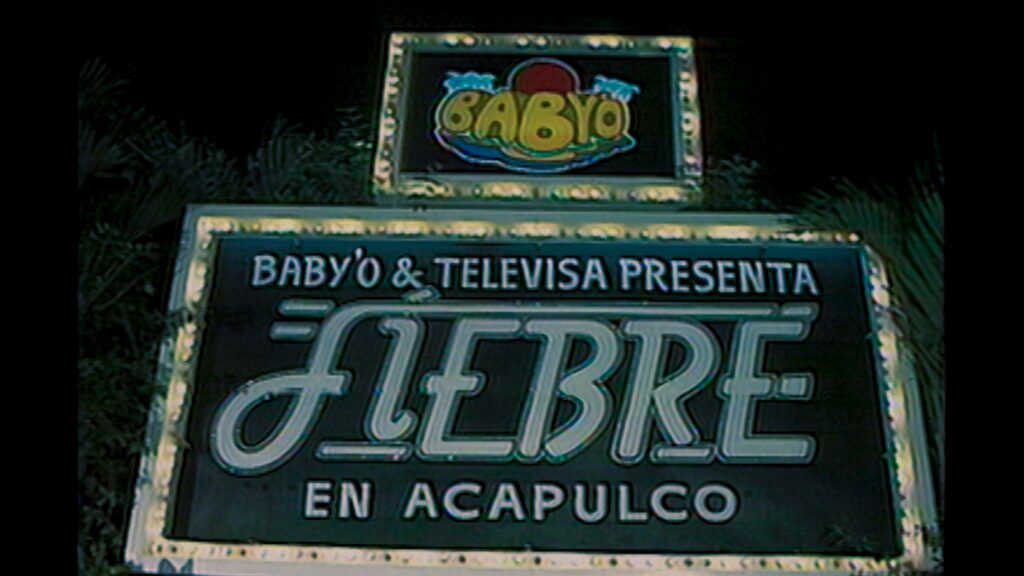 BABYO
BABY'O & TELEVISA PRESENTA
FIEBRE
EN ACAPULCO